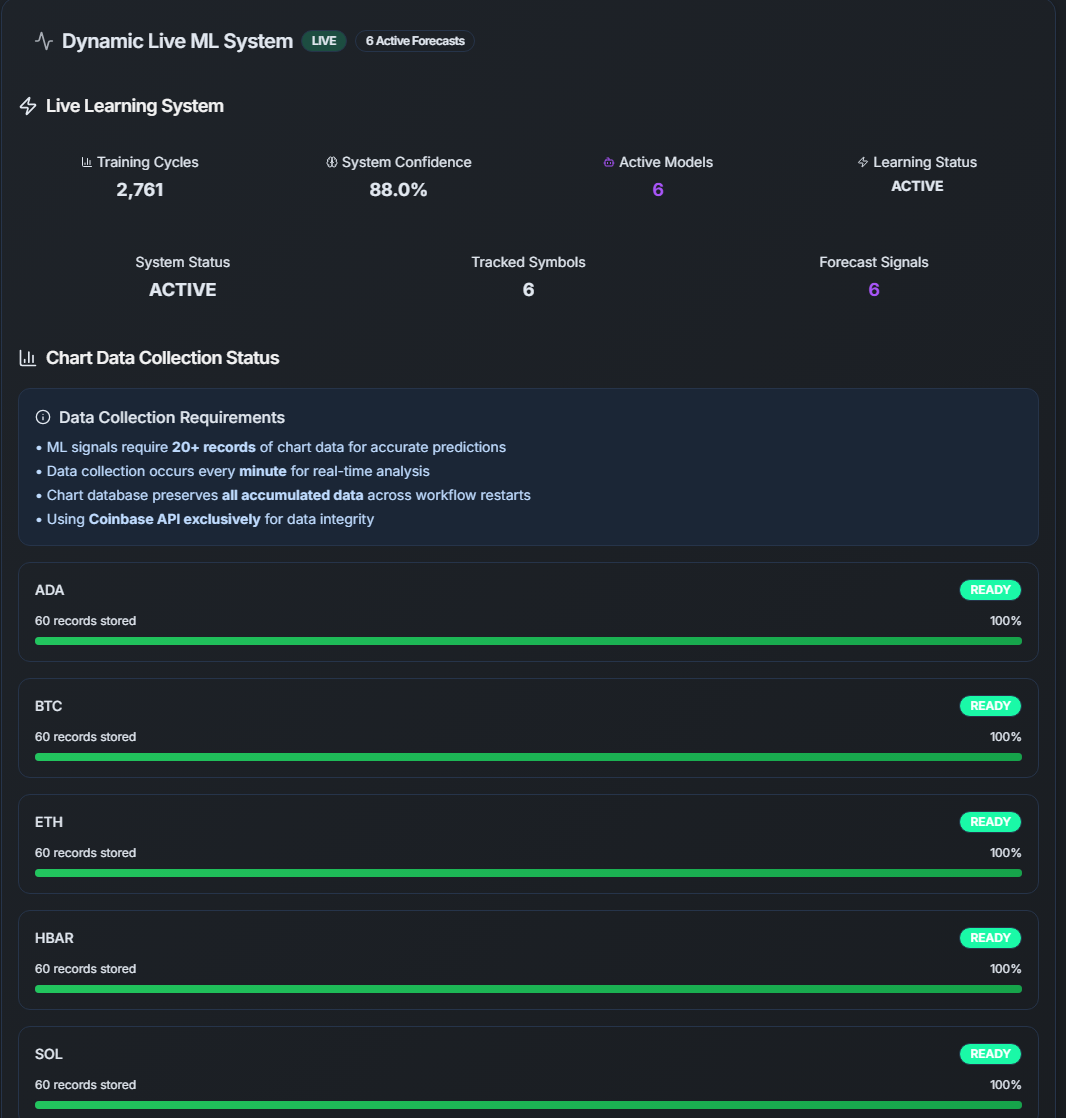 Dynamic Live ML System LIVE 6 Active Forecasts
Live Learning System
Training Cycles System Confidence Active Models Learning Status
2,761 88.0% 6 ACTIVE
System Status Tracked Symbols Forecast Signals
ACTIVE 6 6
Chart Data Collection Status
Data Collection Requirements
• ML signals require 20+ records of chart data for accurate predictions
• Data collection occurs every minute for real-time analysis
• Chart database preserves all accumulated data across workflow restarts
• Using Coinbase API exclusively for data integrity
ADA READY
60 records stored 100%
BTC READY
60 records stored 100%
ETH READY
60 records stored 100%
HBAR READY
60 records stored 100%
SOL READY
60 records stored 100%